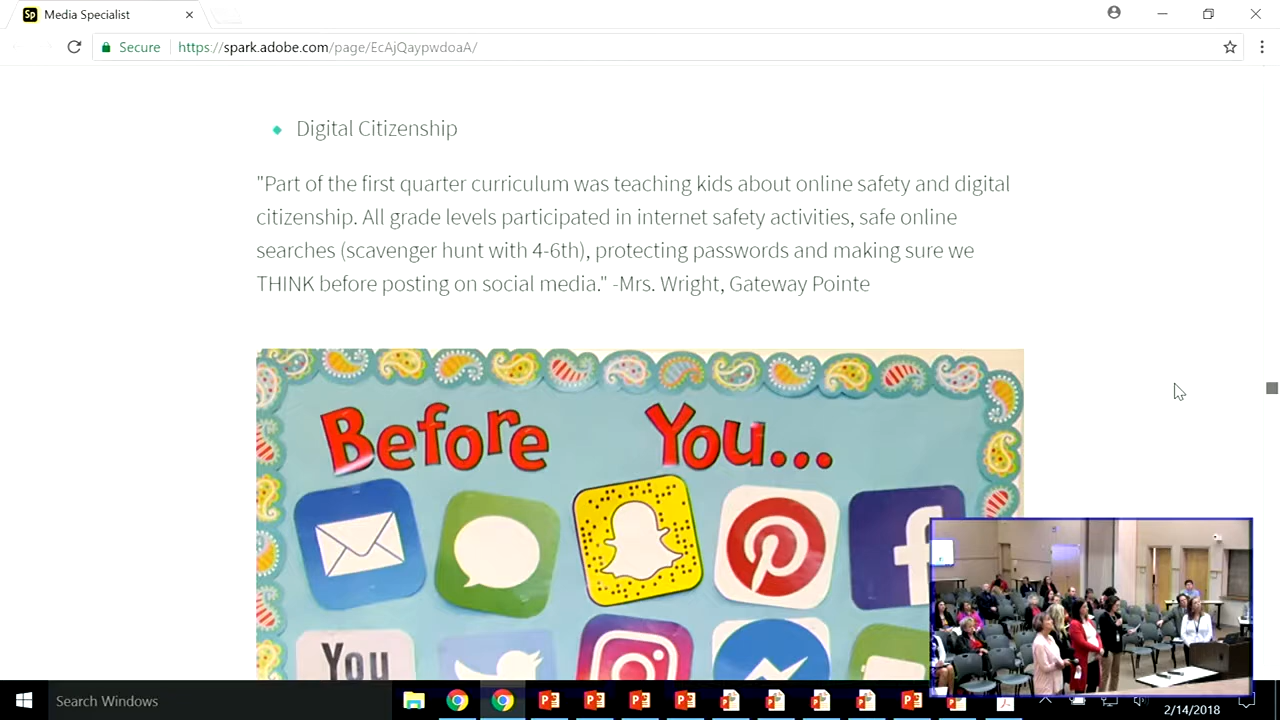 Media Specialist
Secure
https://spark.adobe.com/page/EcAjQaypwdoaA/
Digital Citizenship
"Part of the first quarter curriculum was teaching kids about online safety and digital
citizenship. All grade levels participated in internet safety activities, safe online
searches (scavenger hunt with 4-6th), protecting passwords and making sure we
THINK before posting on social media." -Mrs. Wright, Gateway Pointe
Before You...
You
Search Windows
2/14/2018